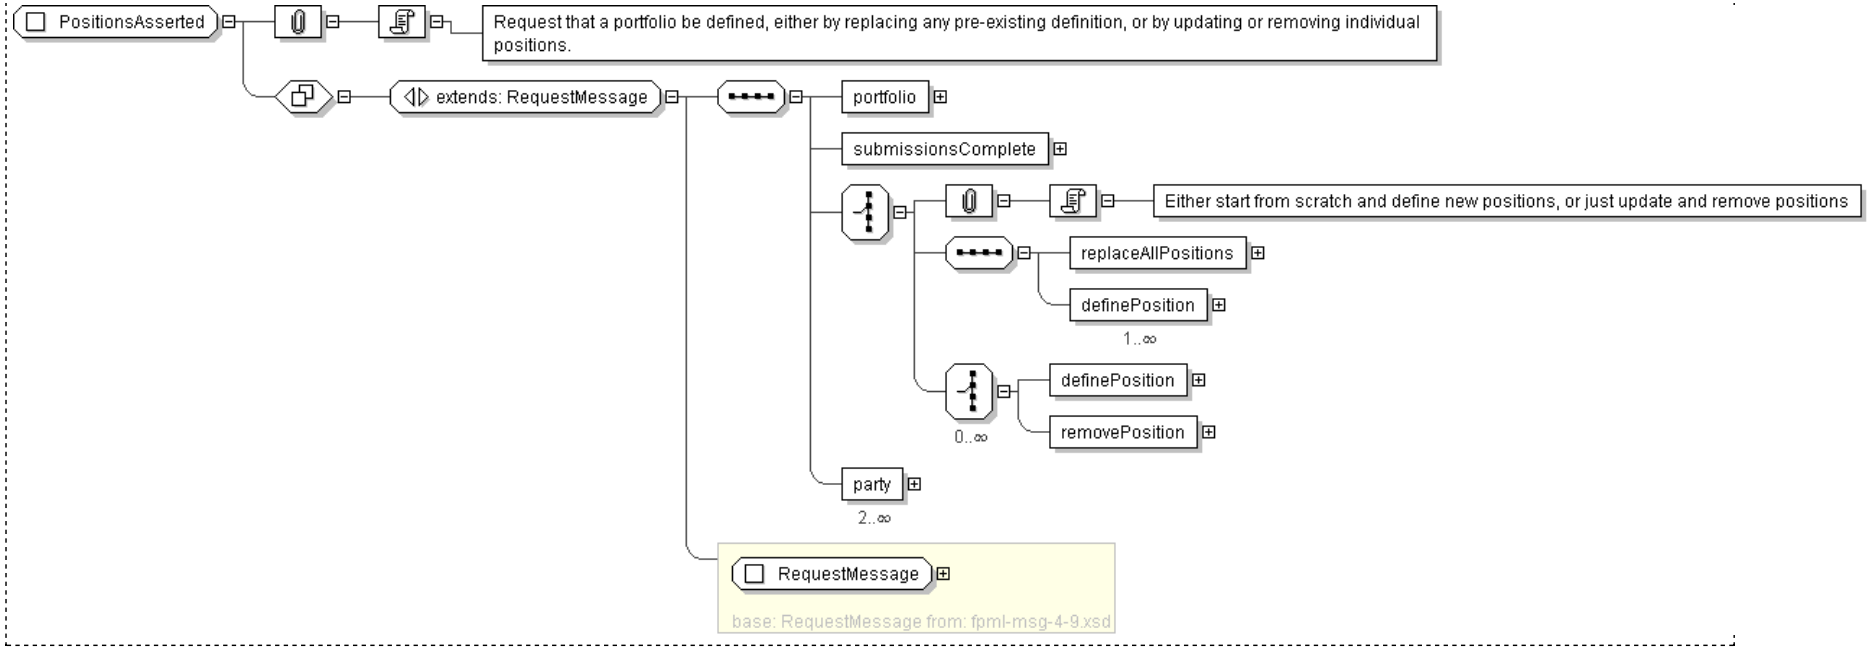 PositionsAsserted
Request that a portfolio be defined, either by replacing any pre-existing definition, or by updating or removing individual
positions.
extends: RequestMessage
portfolio
submissionsComplete
Either start from scratch and define new positions, or just update and remove positions
replaceAllPositions
definePosition
1..∞
definePosition
0..∞
removePosition
party
2..∞
RequestMessage
base: RequestMessage from: fpml-msg-4-9.xsd